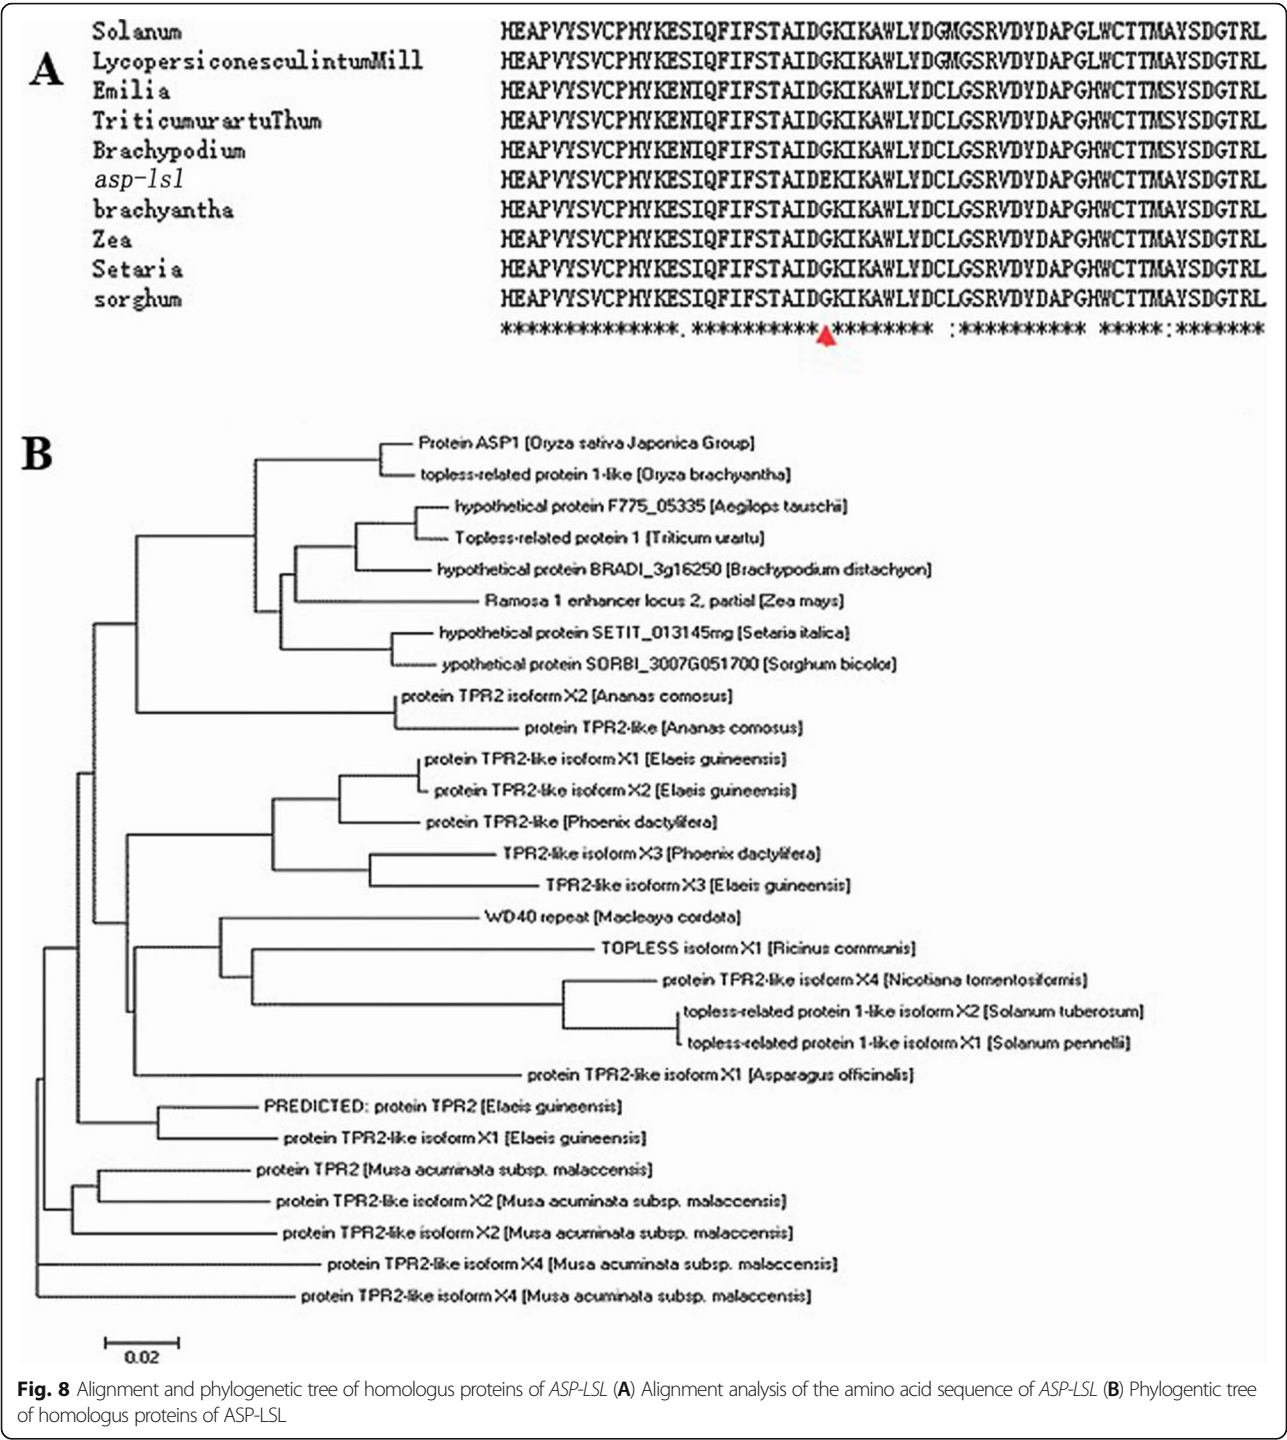 A
Solanum HEAPVYSVCPHYKESIQFIFSTAIDGKIKAWLYDGMGSRVDYDAPGLWCTTMAYSDGTRL
LycopersiconesculintumMill HEAPVYSVCPHYKESIQFIFSTAIDGKIKAWLYDGMGSRVDYDAPGLWCTTMAYSDGTRL
Emilia HEAPVYSVCPHYKENIQFIFSTAIDGKIKAWLYDCLGSRVDYDAPGHWCTTMSYSDGTRL
TriticumurartuThum HEAPVYSVCPHYKENIQFIFSTAIDGKIKAWLYDCLGSRVDYDAPGHWCTTMSYSDGTRL
Brachypodium HEAPVYSVCPHYKENIQFIFSTAIDGKIKAWLYDCLGSRVDYDAPGHWCTTMSYSDGTRL
asp-lsl HEAPVYSVCPHYKESIQFIFSTAIDEKIKAWLYDCLGSRVDYDAPGHWCTTMAYSDGTRL
brachyantha HEAPVYSVCPHYKESIQFIFSTAIDGKIKAWLYDCLGSRVDYDAPGHWCTTMAYSDGTRL
Zea HEAPVYSVCPHYKESIQFIFSTAIDGKIKAWLYDCLGSRVDYDAPGHWCTTMAYSDGTRL
Setaria HEAPVYSVCPHYKESIQFIFSTAIDGKIKAWLYDCLGSRVDYDAPGHWCTTMAYSDGTRL
sorghum HEAPVYSVCPHYKESIQFIFSTAIDGKIKAWLYDCLGSRVDYDAPGHWCTTMAYSDGTRL
**************.********** ******** :********** *****:*******
B
Protein ASP1 [Oryza sativa Japonica Group]
topless-related protein 1-like [Oryza brachyantha]
hypothetical protein F775_05335 [Aegilops tauschii]
Topless-related protein 1 [Triticum urartu]
hypothetical protein BRADI_3g16250 [Brachypodium distachyon]
Ramosa 1 enhancer locus 2, partial [Zea mays]
hypothetical protein SETIT_013145mg [Setaria italica]
ypothetical protein SORBI_3007G051700 [Sorghum bicolor]
protein TPR2 isoform X2 [Ananas comosus]
protein TPR2-like [Ananas comosus]
protein TPR2-like isoform X1 [Elaeis guineensis]
protein TPR2-like isoform X2 [Elaeis guineensis]
protein TPR2-like [Phoenix dactylifera]
TPR2-like isoform X3 [Phoenix dactylifera]
TPR2-like isoform X3 [Elaeis guineensis]
WD40 repeat [Macleaya cordata]
TOPLESS isoform X1 [Ricinus communis]
protein TPR2-like isoform X4 [Nicotiana tomentosiformis]
topless-related protein 1-like isoform X2 [Solanum tuberosum]
topless-related protein 1-like isoform X1 [Solanum pennellii]
protein TPR2-like isoform X1 [Asparagus officinalis]
PREDICTED: protein TPR2 [Elaeis guineensis]
protein TPR2-like isoform X1 [Elaeis guineensis]
protein TPR2 [Musa acuminata subsp. malaccensis]
protein TPR2-like isoform X2 [Musa acuminata subsp. malaccensis]
protein TPR2-like isoform X2 [Musa acuminata subsp. malaccensis]
protein TPR2-like isoform X4 [Musa acuminata subsp. malaccensis]
protein TPR2-like isoform X4 [Musa acuminata subsp. malaccensis]
0.02
Fig. 8 Alignment and phylogenetic tree of homologus proteins of ASP-LSL (A) Alignment analysis of the amino acid sequence of ASP-LSL (B) Phylogentic tree
of homologus proteins of ASP-LSL